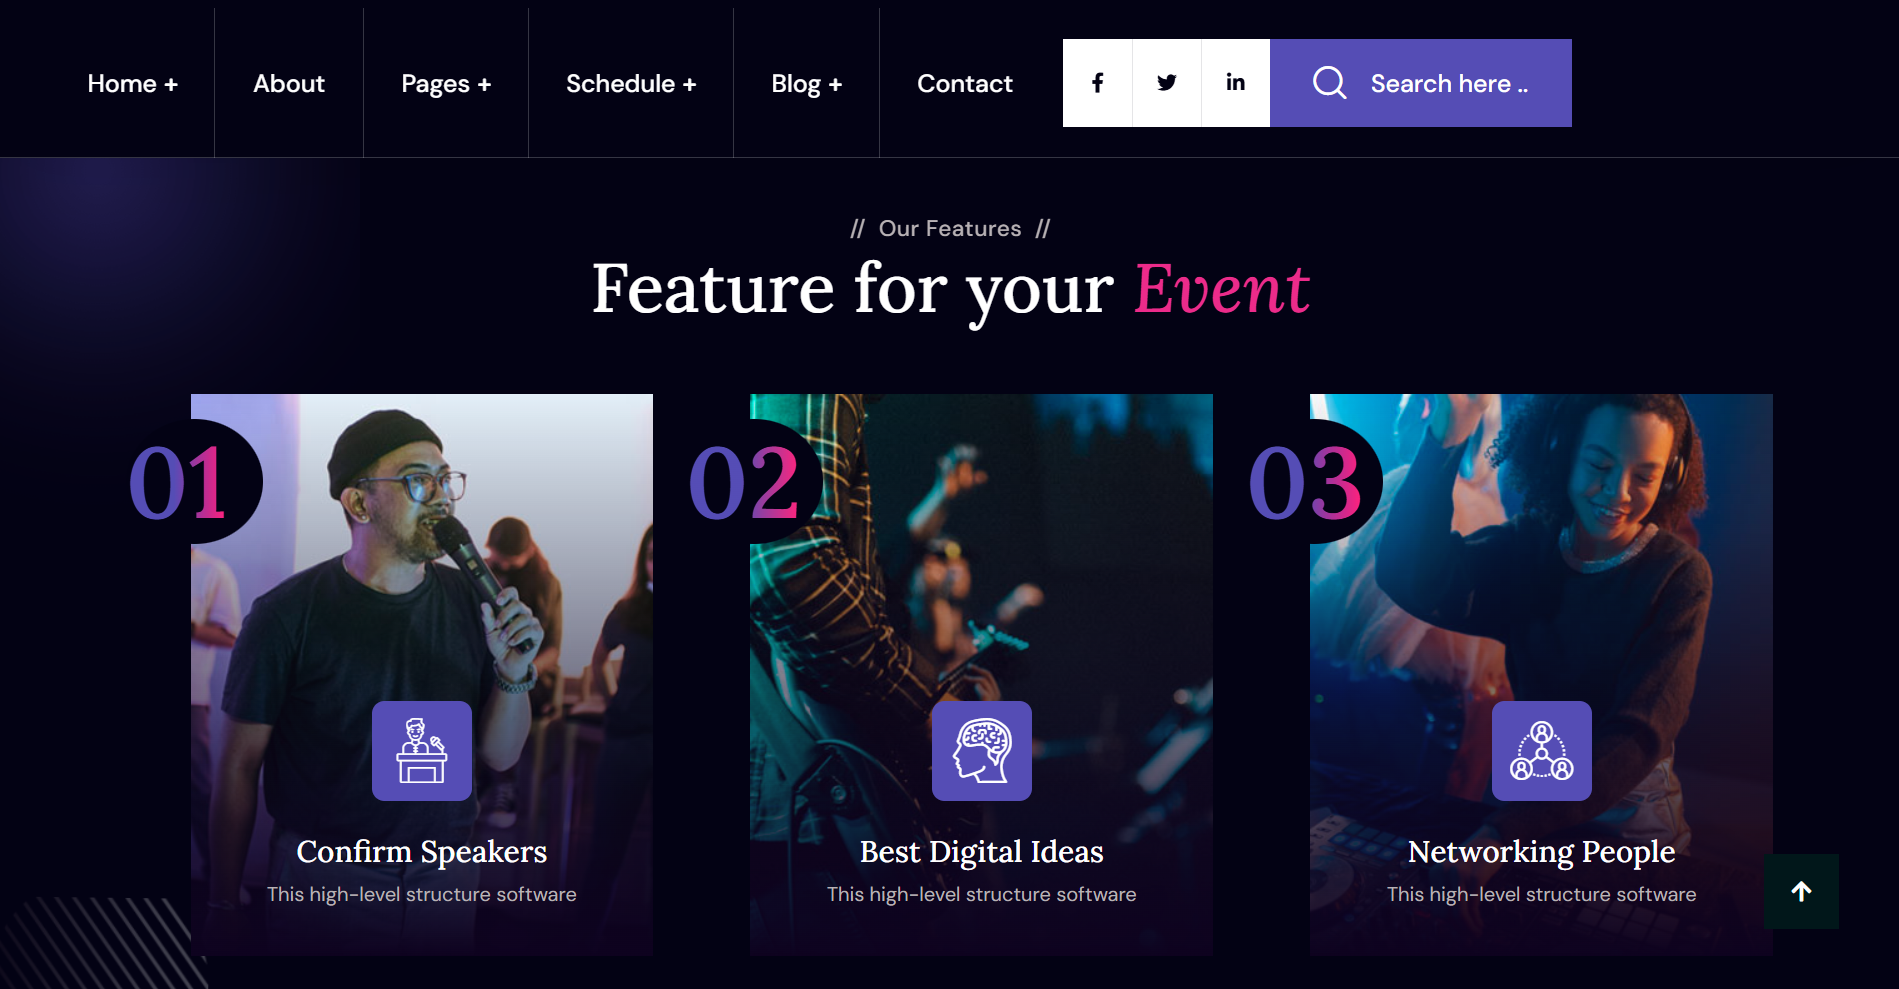 Home +
About
Pages +
Schedule +
Blog +
Contact
Search here ..
// Our Features //
Feature for your Event
01
02
03
Confirm Speakers
This high-level structure software
Best Digital Ideas
This high-level structure software
Networking People
This high-level structure software